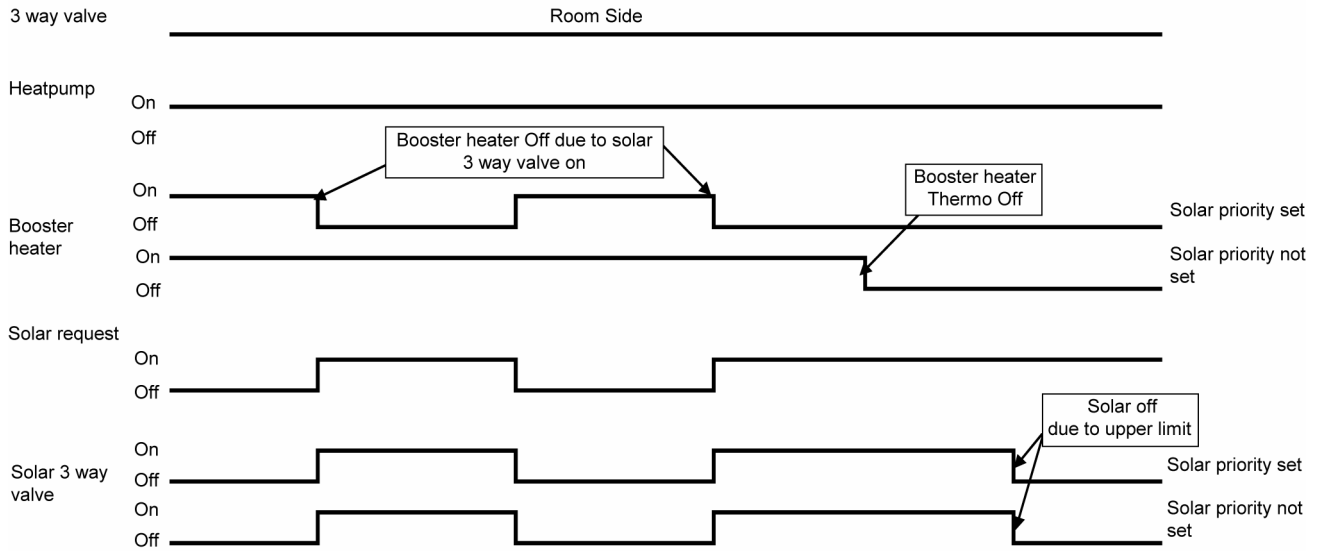 3 way valve
Room Side
Heatpump
On
Off
Booster heater Off due to solar
3 way valve on
Booster heater
Thermo Off
On
Off
Booster
heater
Solar priority set
On
Off
Solar priority not
set
Solar request
On
Off
Solar off
due to upper limit
On
Off
Solar 3 way
valve
Solar priority set
On
Off
Solar priority not
set